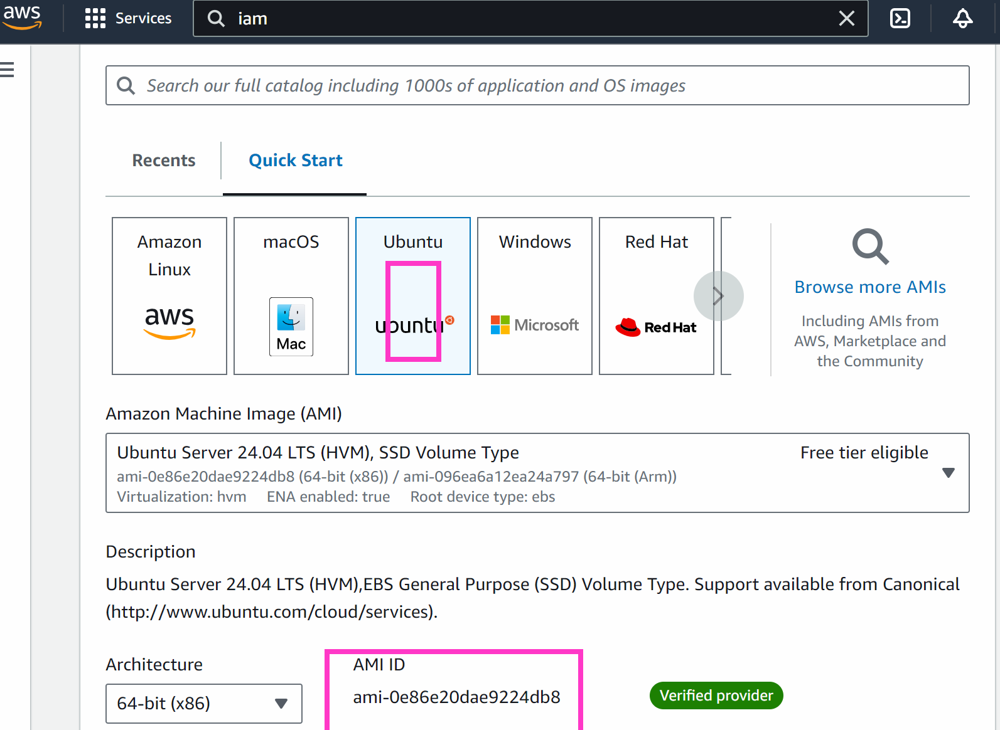 aws
Services
iam
Search our full catalog including 1000s of application and OS images
Recents
Quick Start
Amazon
Linux
aws
macOS
Mac
Ubuntu
ubuntu
Windows
Microsoft
Red Hat
Red Hat
Browse more AMIs
Including AMIs from
AWS, Marketplace and
the Community
Amazon Machine Image (AMI)
Ubuntu Server 24.04 LTS (HVM), SSD Volume Type
Free tier eligible
ami-0e86e20dae9224db8 (64-bit (x86)) / ami-096ea6a12ea24a797 (64-bit (Arm))
Virtualization: hvm ENA enabled: true Root device type: ebs
Description
Ubuntu Server 24.04 LTS (HVM),EBS General Purpose (SSD) Volume Type. Support available from Canonical
(http://www.ubuntu.com/cloud/services).
Architecture
64-bit (x86)
AMI ID
ami-0e86e20dae9224db8
Verified provider